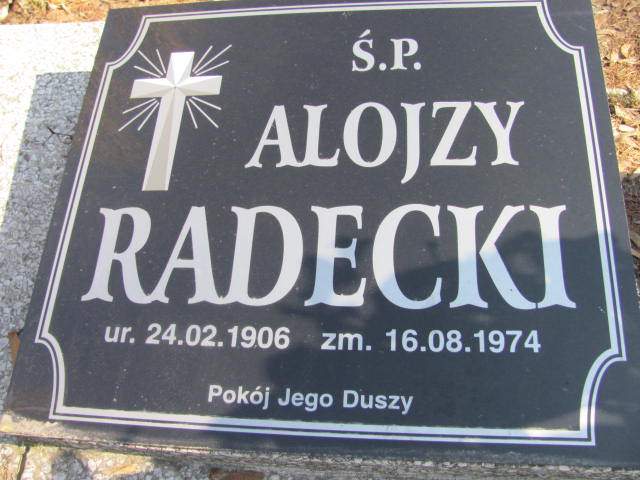 Ś.P.
ALOJZY
RADECKI
ur. 24.02.1906 zm. 16.08.1974
Pokój Jego Duszy